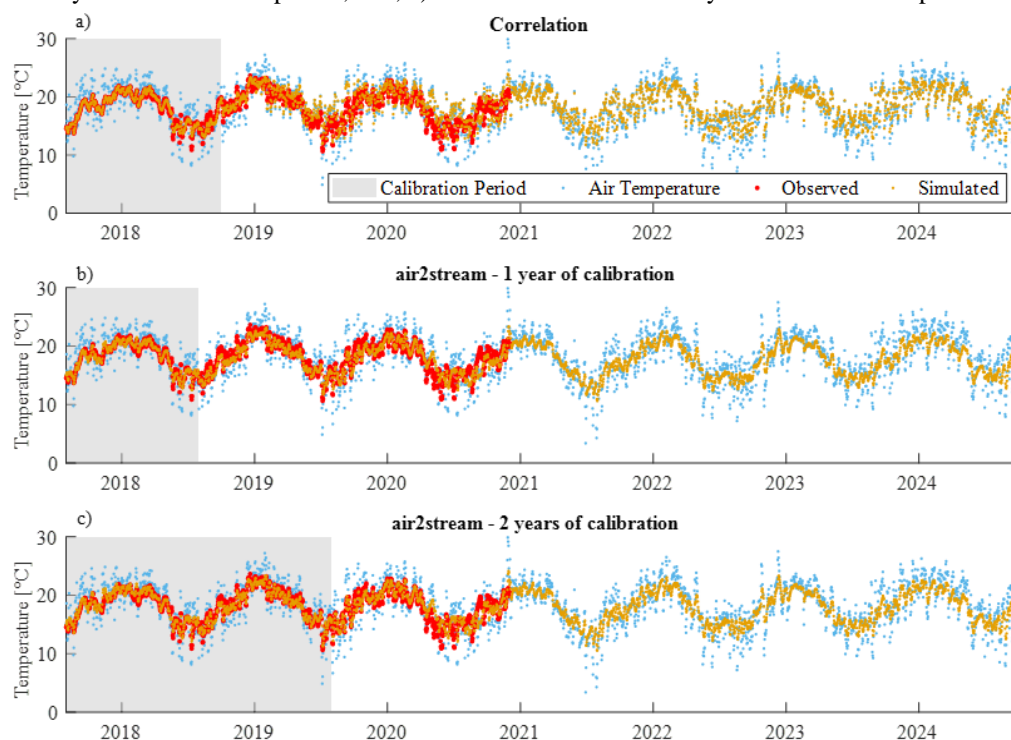 a)
Correlation
Temperature [°C]
30
20
10
0
Calibration Period
Air Temperature
Observed
Simulated
2018 2019 2020 2021 2022 2023 2024
b)
air2stream - 1 year of calibration
Temperature [°C]
30
20
10
0
2018 2019 2020 2021 2022 2023 2024
c)
air2stream - 2 years of calibration
Temperature [°C]
30
20
10
0
2018 2019 2020 2021 2022 2023 2024